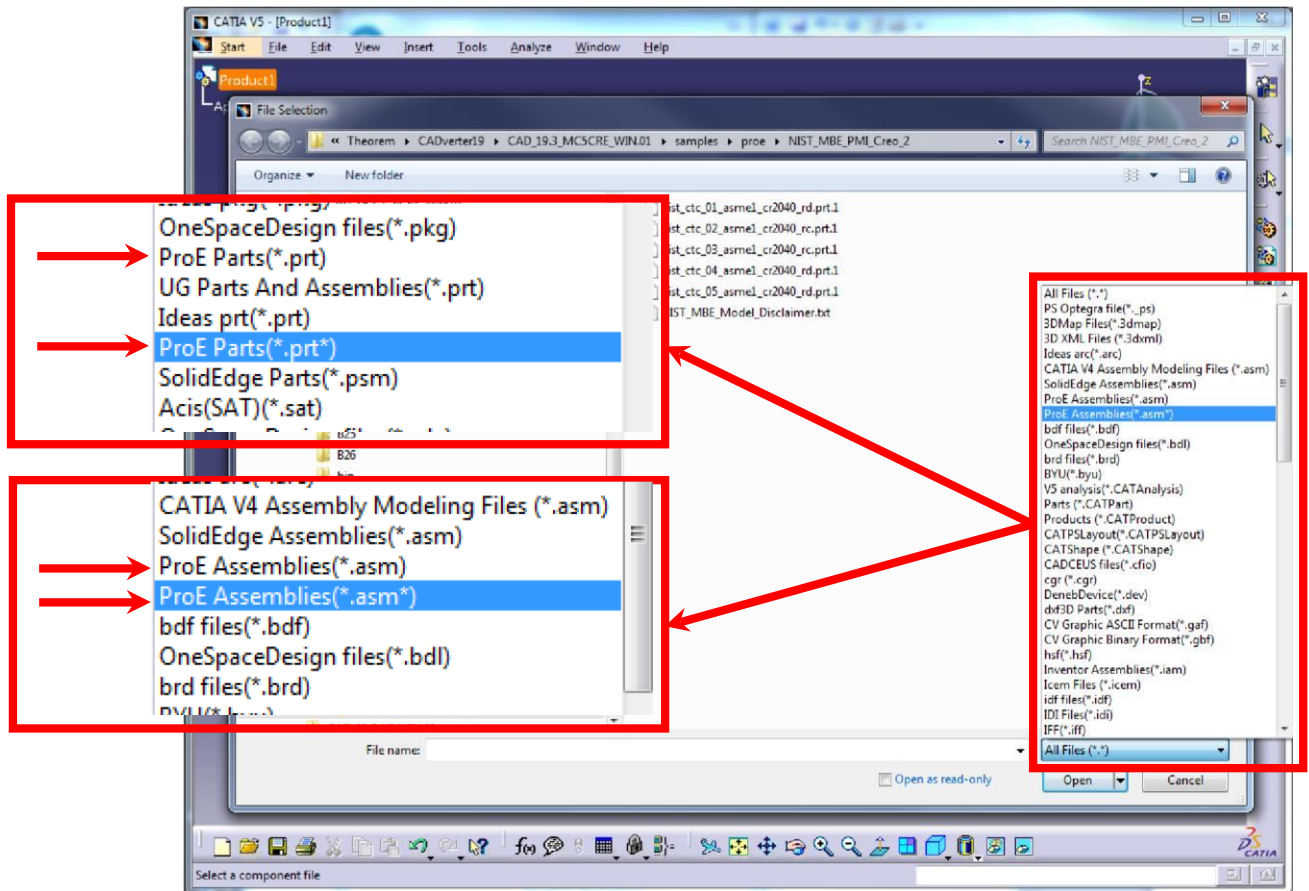 CATIA V5 - [Product1]
Start File Edit View Insert Tools Analyze Window Help
Product1
File Selection
« Theorem ▸ CADverter19 ▸ CAD_19.3_MC5CRE_WIN.01 ▸ samples ▸ proe ▸ NIST_MBE_PMI_Creo_2
Search NIST_MBE_PMI_Creo_2
Organize New folder
ist_ctc_01_asme1_cr2040_rd.prt.1
ist_ctc_02_asme1_cr2040_rc.prt.1
ist_ctc_03_asme1_cr2040_rc.prt.1
ist_ctc_04_asme1_cr2040_rd.prt.1
ist_ctc_05_asme1_cr2040_rd.prt.1
IST_MBE_Model_Disclaimer.txt
OneSpaceDesign files(*.pkg)
ProE Parts(*.prt)
UG Parts And Assemblies(*.prt)
Ideas prt(*.prt)
ProE Parts(*.prt*)
SolidEdge Parts(*.psm)
Acis(SAT)(*.sat)
B25
B26
CATIA V4 Assembly Modeling Files (*.asm)
SolidEdge Assemblies(*.asm)
ProE Assemblies(*.asm)
ProE Assemblies(*.asm*)
bdf files(*.bdf)
OneSpaceDesign files(*.bdl)
brd files(*.brd)
All Files (*.*)
PS Optegra file(*._ps)
3DMap Files(*.3dmap)
3D XML Files (*.3dxml)
Ideas arc(*.arc)
CATIA V4 Assembly Modeling Files (*.asm)
SolidEdge Assemblies(*.asm)
ProE Assemblies(*.asm)
ProE Assemblies(*.asm*)
bdf files(*.bdf)
OneSpaceDesign files(*.bdl)
brd files(*.brd)
BYU(*.byu)
V5 analysis(*.CATAnalysis)
Parts (*.CATPart)
Products (*.CATProduct)
CATPSLayout(*.CATPSLayout)
CATShape (*.CATShape)
CADCEUS files(*.cfio)
cgr (*.cgr)
DenebDevice(*.dev)
dxf3D Parts(*.dxf)
CV Graphic ASCII Format(*.gaf)
CV Graphic Binary Format(*.gbf)
hsf(*.hsf)
Inventor Assemblies(*.iam)
Icem Files (*.icem)
idf files(*.idf)
IDI Files(*.idi)
IFF(*.iff)
File name:
All Files (*.*)
Open as read-only
Open Cancel
CATIA
Select a component file